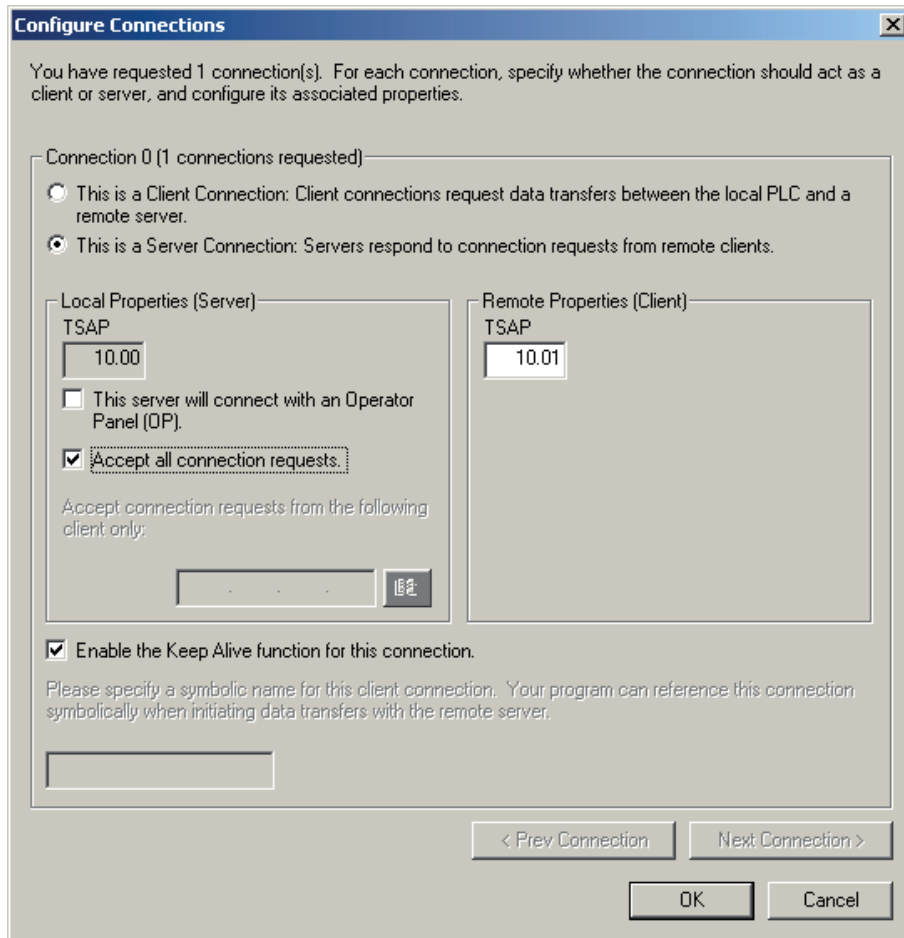 Configure Connections
You have requested 1 connection(s). For each connection, specify whether the connection should act as a
client or server, and configure its associated properties.
Connection 0 (1 connections requested)
This is a Client Connection: Client connections request data transfers between the local PLC and a
remote server.
This is a Server Connection: Servers respond to connection requests from remote clients.
Local Properties (Server)
TSAP
10.00
This server will connect with an Operator
Panel (OP).
Accept all connection requests.
Accept connection requests from the following
client only:
Remote Properties (Client)
TSAP
10.01
Enable the Keep Alive function for this connection.
Please specify a symbolic name for this client connection. Your program can reference this connection
symbolically when initiating data transfers with the remote server.
< Prev Connection
Next Connection >
OK
Cancel